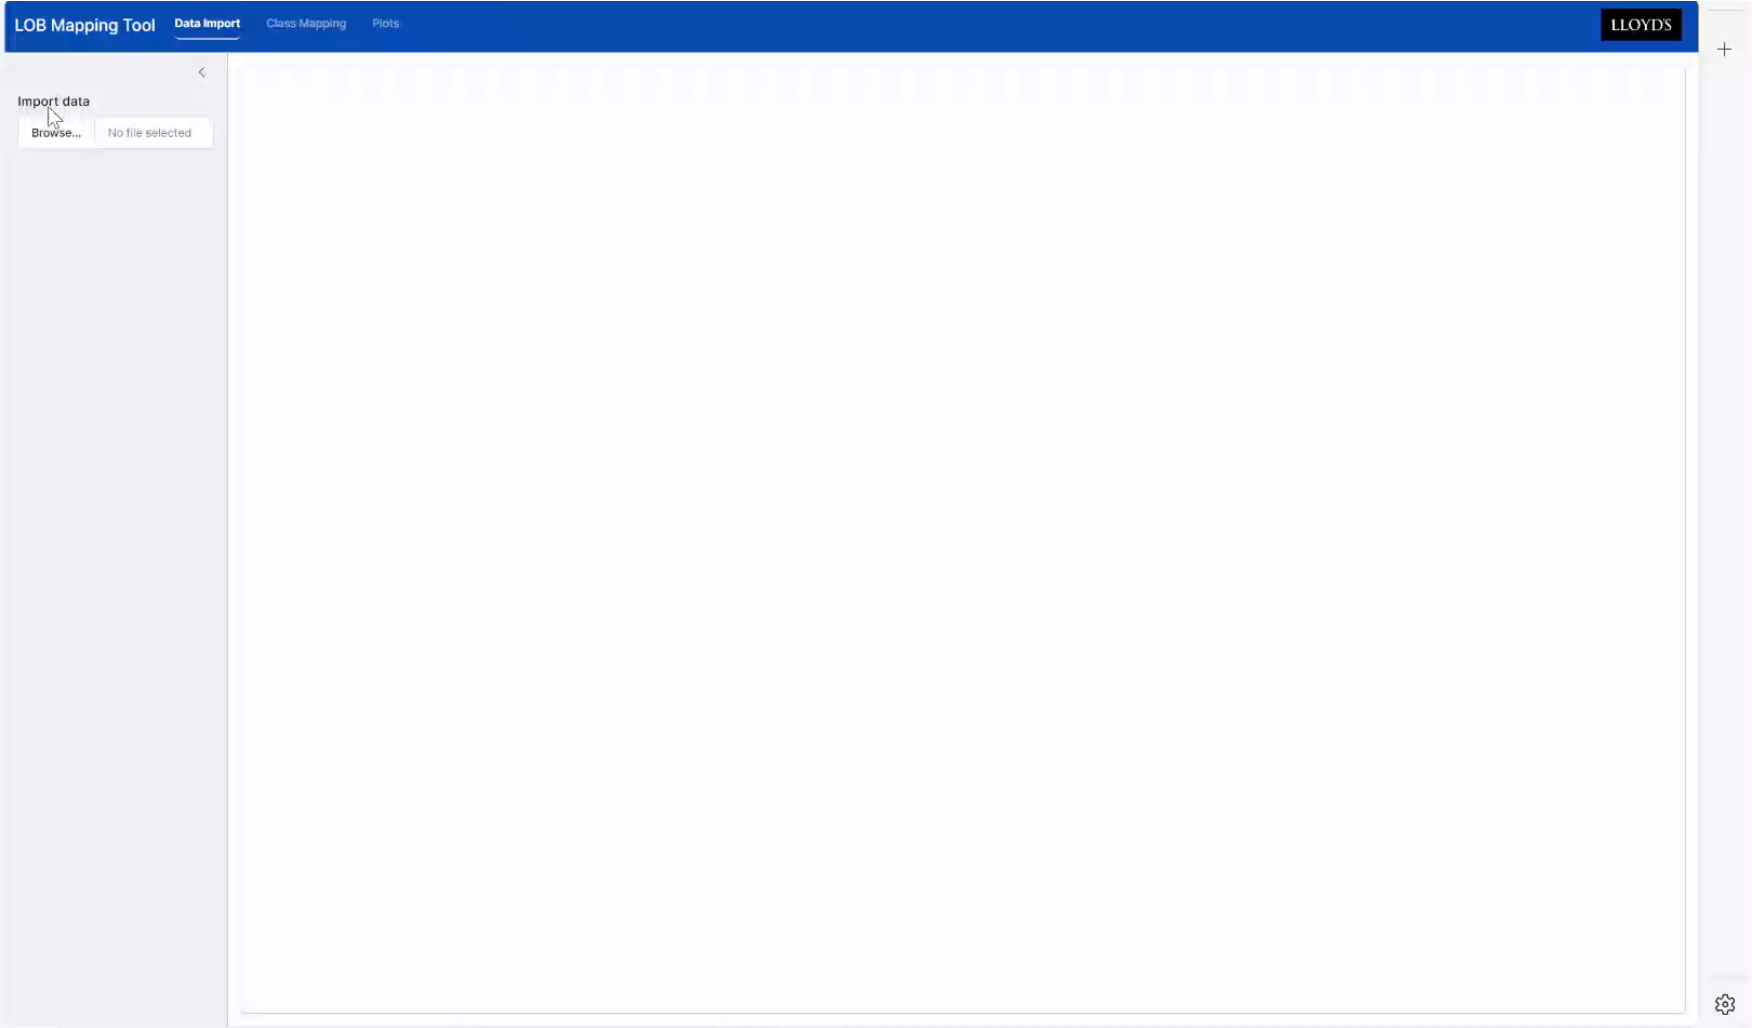 LOB Mapping Tool Data Import Class Mapping Plots LLOYD'S
Import data
Browse... No file selected